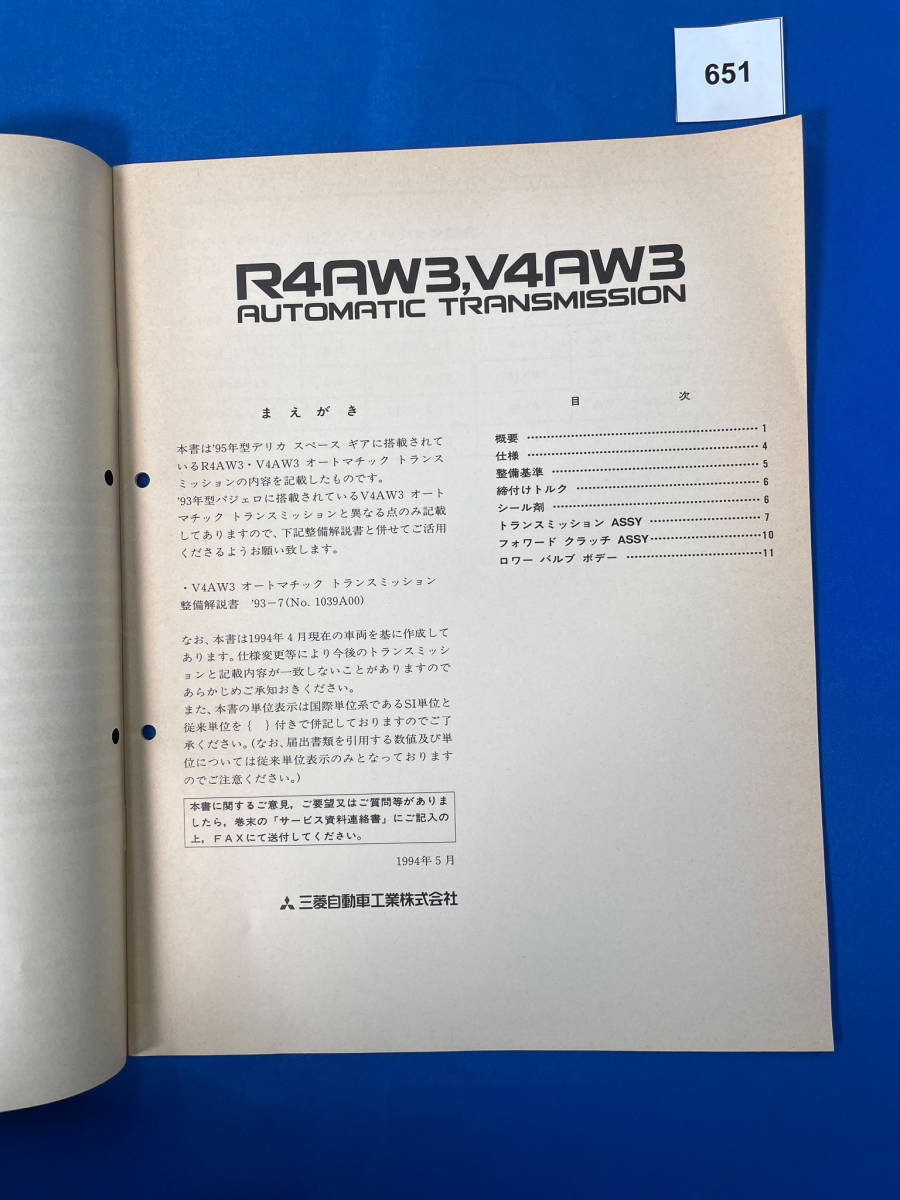 651
R4AW3,V4AW3
AUTOMATIC TRANSMISSION
まえがき
本書は'95年型デリカ スペース ギアに搭載されて
いるR4AW3・V4AW3 オートマチック トランス
ミッションの内容を記載したものです。
'93年型パジェロに搭載されているV4AW3 オート
マチック トランスミッションと異なる点のみ記載
してありますので、下記整備解説書と併せてご活用
くださるようお願い致します。
・V4AW3 オートマチック トランスミッション
整備解説書 '93−7(No. 1039A00)
なお、本書は1994年4月現在の車両を基に作成して
あります。仕様変更等により今後のトランスミッシ
ョンと記載内容が一致しないことがありますので
あらかじめご承知おきください。
また、本書の単位表示は国際単位系であるSI単位と
従来単位を{ }付きで併記しておりますのでご了
承ください。(なお、届出書類を引用する数値及び単
位については従来単位表示のみとなっております
のでご注意ください。)
本書に関するご意見，ご要望又はご質問等がありま
したら，巻末の「サービス資料連絡書」にご記入の
上，ＦＡＸにて送付してください。
1994年5月
三菱自動車工業株式会社
目次
概要 ………… 1
仕様 ………… 4
整備基準 ………… 5
締付けトルク ………… 6
シール剤 ………… 6
トランスミッション ASSY ………… 7
フォワード クラッチ ASSY ………… 10
ロワー バルブ ボデー ………… 11